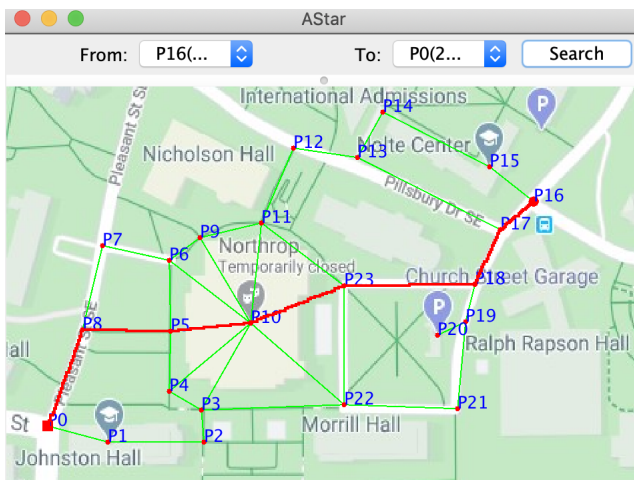 AStar
From: P16(... To: P0(2... Search
International Admissions
P14
P
Pleasant St S
Nicholson Hall
P12
P13
Nolte Center
P15
Pillsbury Dr SE
P16
P17
P11
P9
P7
P6
Northrop
Temporarily closed
P23
Church Street Garage
P18
P
P10
P8
P5
P19
P20
Ralph Rapson Hall
all
Pleasant St SE
P4
P3
P22
P21
St
P0
P1
P2
Morrill Hall
Johnston Hall